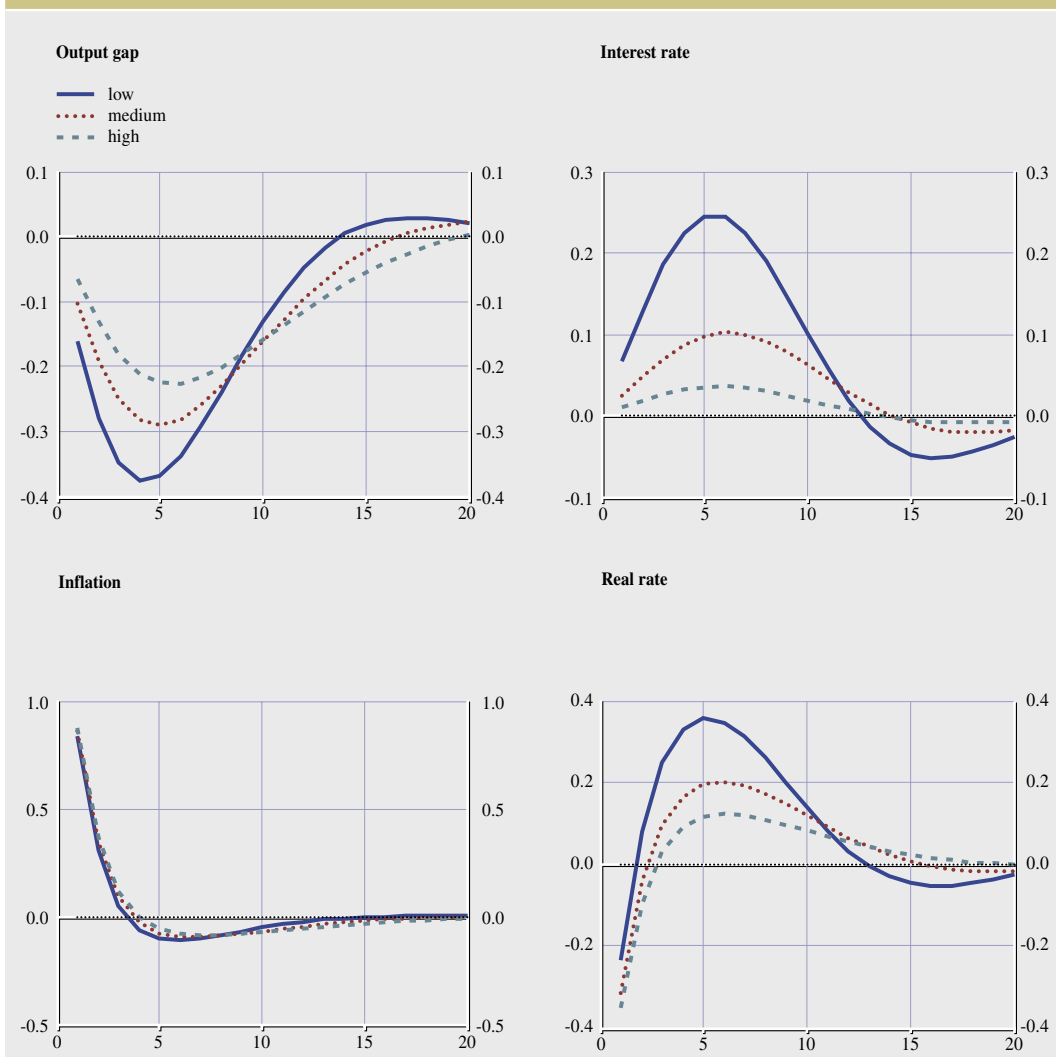 Output gap
Interest rate
low
medium
high
0.1 0.1 0.3 0.3
0.0 0.0 0.2 0.2
-0.1 -0.1 0.1 0.1
-0.2 -0.2
-0.3 -0.3 0.0 0.0
-0.4 -0.4 -0.1 -0.1
0 5 10 15 20 0 5 10 15 20
Inflation
Real rate
1.0 1.0 0.4 0.4
0.5 0.5 0.2 0.2
0.0 0.0 0.0 0.0
-0.2 -0.2
-0.5 -0.5 -0.4 -0.4
0 5 10 15 20 0 5 10 15 20